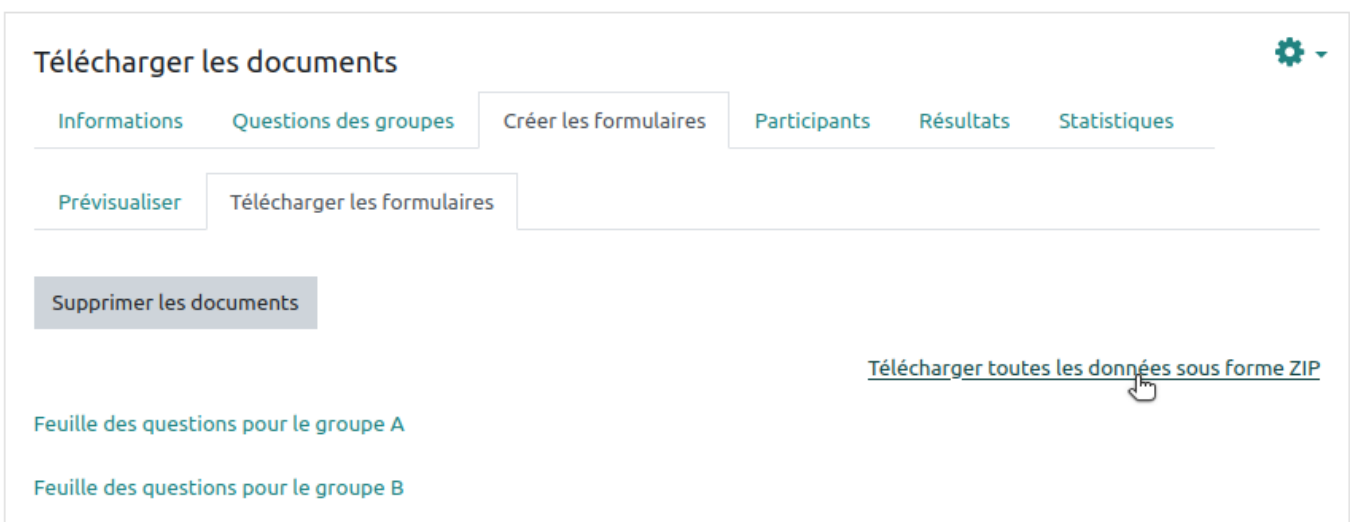 Télécharger les documents
Informations Questions des groupes Créer les formulaires Participants Résultats Statistiques
Prévisualiser Télécharger les formulaires
Supprimer les documents
Télécharger toutes les données sous forme ZIP
Feuille des questions pour le groupe A
Feuille des questions pour le groupe B